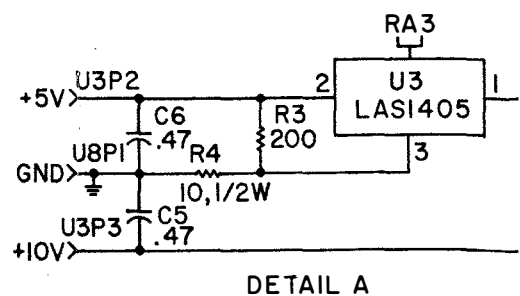 RA3
U3P2
+5V
2
U3
LAS1405
1
C6
.47
R3
200
3
U8P1
GND
R4
10,1/2W
C5
.47
U3P3
+10V
DETAIL A